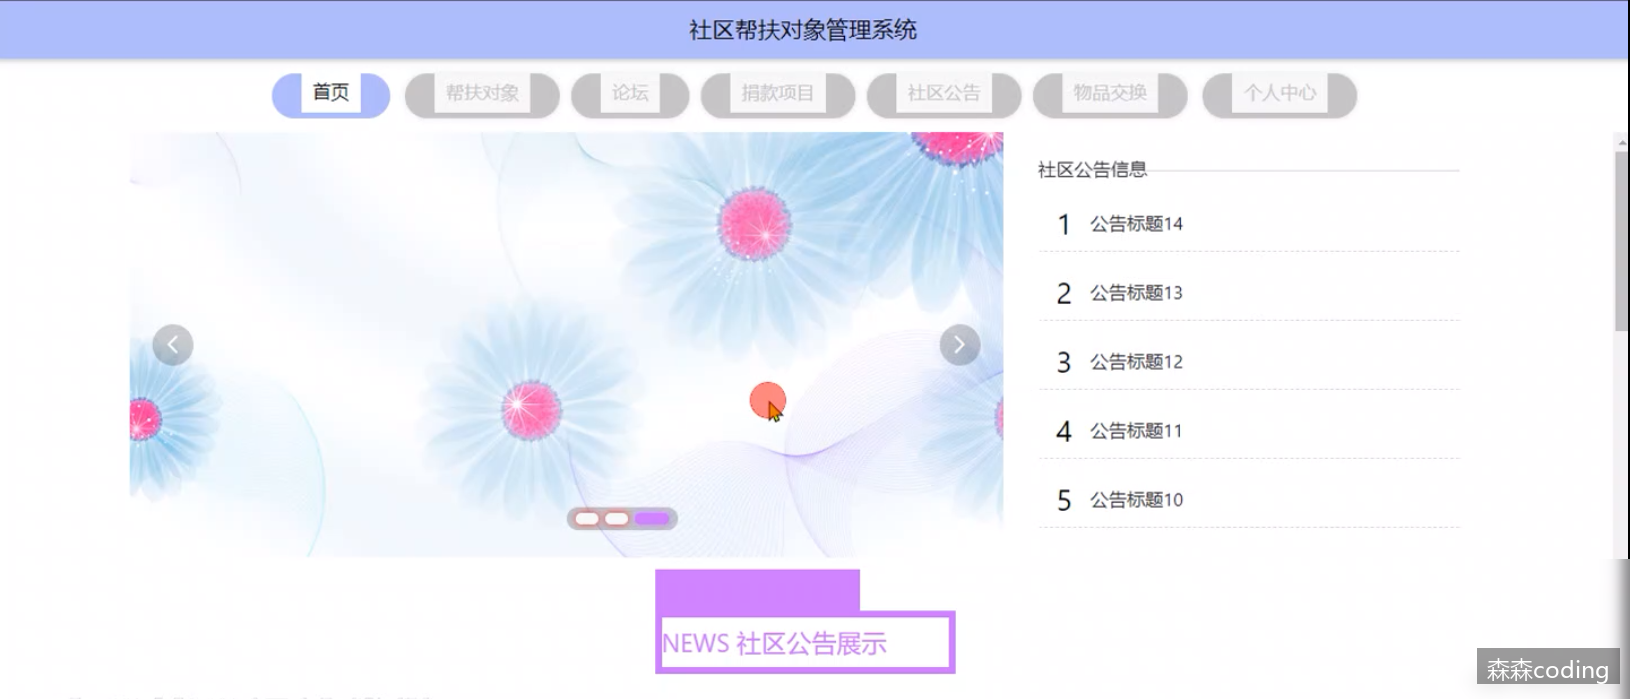 社区帮扶对象管理系统
首页 帮扶对象 论坛 捐款项目 社区公告 物品交换 个人中心
社区公告信息
1 公告标题14
2 公告标题13
3 公告标题12
4 公告标题11
5 公告标题10
NEWS 社区公告展示
森森coding